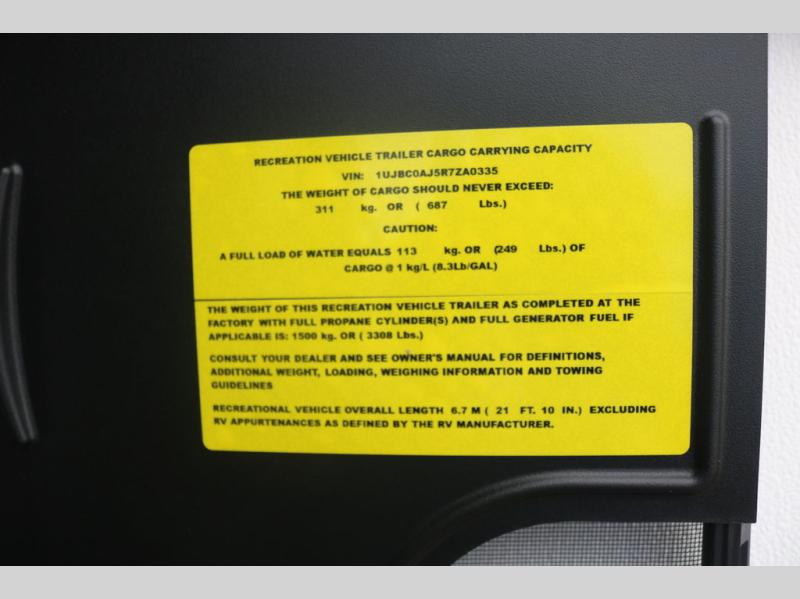 RECREATION VEHICLE TRAILER CARGO CARRYING CAPACITY
VIN: 1UJBC0AJ5R7ZA0335
THE WEIGHT OF CARGO SHOULD NEVER EXCEED:
311 kg. OR ( 687 Lbs.)
CAUTION:
A FULL LOAD OF WATER EQUALS 113 kg. OR (249 Lbs.) OF
CARGO @ 1 kg/L (8.3Lb/GAL)
THE WEIGHT OF THIS RECREATION VEHICLE TRAILER AS COMPLETED AT THE
FACTORY WITH FULL PROPANE CYLINDER(S) AND FULL GENERATOR FUEL IF
APPLICABLE IS: 1500 kg. OR ( 3308 Lbs.)
CONSULT YOUR DEALER AND SEE OWNER'S MANUAL FOR DEFINITIONS,
ADDITIONAL WEIGHT, LOADING, WEIGHING INFORMATION AND TOWING
GUIDELINES
RECREATIONAL VEHICLE OVERALL LENGTH 6.7 M ( 21 FT. 10 IN.) EXCLUDING
RV APPURTENANCES AS DEFINED BY THE RV MANUFACTURER.